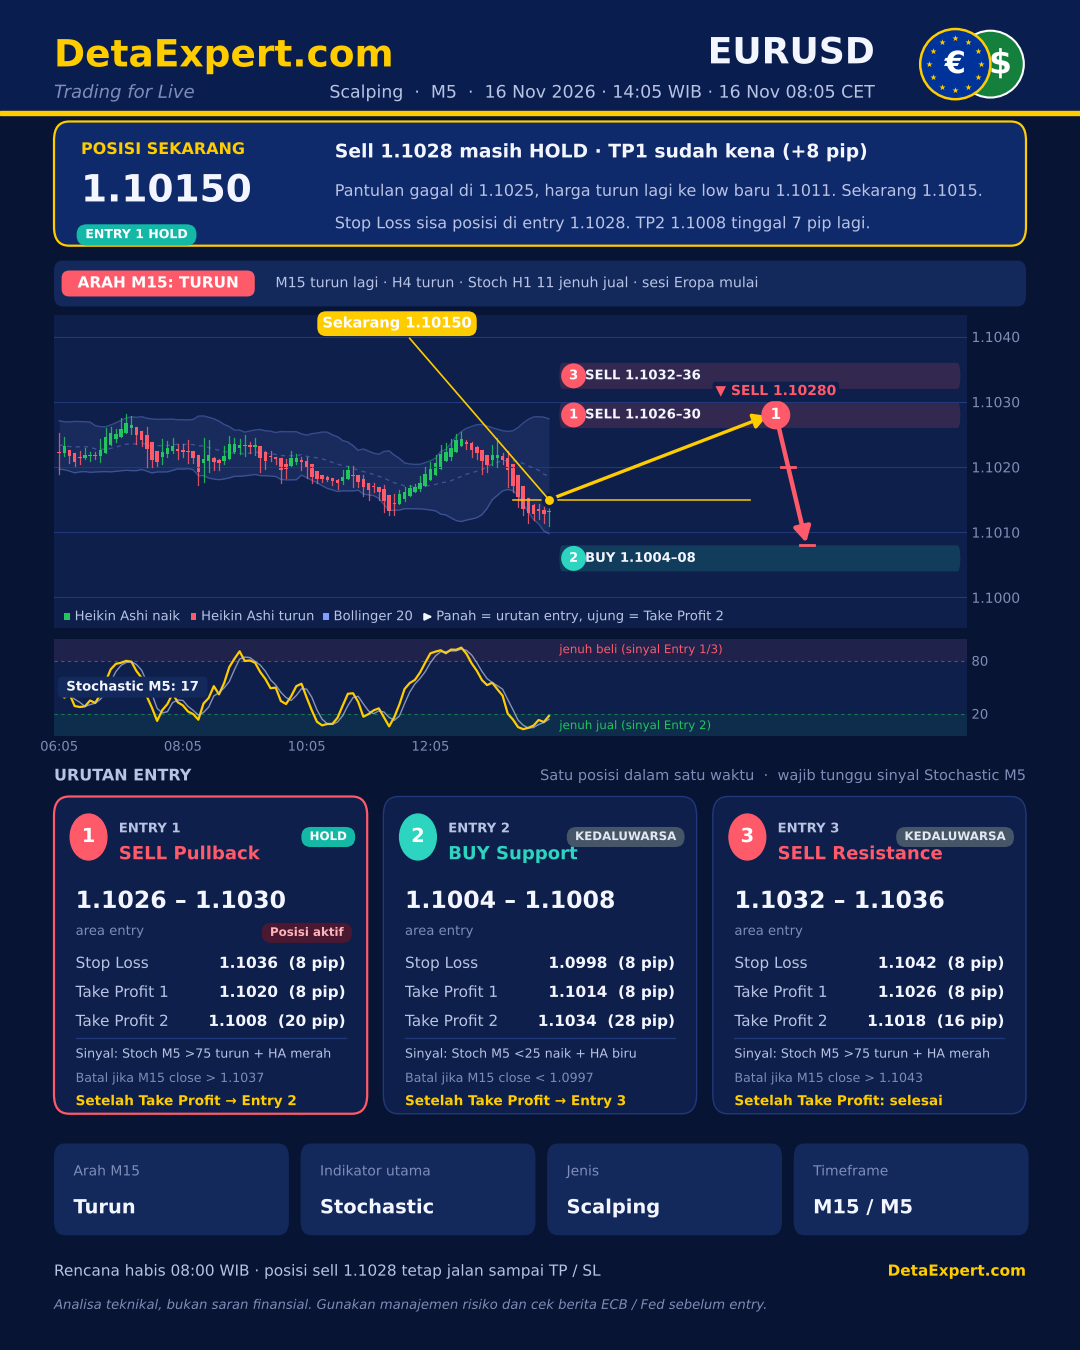 DetaExpert.com
EURUSD
Trading for Live
Scalping · M5 · 16 Nov 2026 · 14:05 WIB · 16 Nov 08:05 CET
€ $
POSISI SEKARANG
1.10150
ENTRY 1 HOLD
Sell 1.1028 masih HOLD · TP1 sudah kena (+8 pip)
Pantulan gagal di 1.1025, harga turun lagi ke low baru 1.1011. Sekarang 1.1015.
Stop Loss sisa posisi di entry 1.1028. TP2 1.1008 tinggal 7 pip lagi.
ARAH M15: TURUN
M15 turun lagi · H4 turun · Stoch H1 11 jenuh jual · sesi Eropa mulai
Sekarang 1.10150
1.1040
3 SELL 1.1032–36
▼ SELL 1.10280
1.1030
1 SELL 1.1026–30
1
1.1020
1.1010
2 BUY 1.1004–08
1.1000
Heikin Ashi naik
Heikin Ashi turun
Bollinger 20
Panah = urutan entry, ujung = Take Profit 2
jenuh beli (sinyal Entry 1/3)
80
Stochastic M5: 17
20
jenuh jual (sinyal Entry 2)
06:05 08:05 10:05 12:05
URUTAN ENTRY
Satu posisi dalam satu waktu · wajib tunggu sinyal Stochastic M5
1
ENTRY 1
HOLD
SELL Pullback
1.1026 – 1.1030
area entry
Posisi aktif
Stop Loss 1.1036 (8 pip)
Take Profit 1 1.1020 (8 pip)
Take Profit 2 1.1008 (20 pip)
Sinyal: Stoch M5 >75 turun + HA merah
Batal jika M15 close > 1.1037
Setelah Take Profit → Entry 2
2
ENTRY 2
KEDALUWARSA
BUY Support
1.1004 – 1.1008
area entry
Stop Loss 1.0998 (8 pip)
Take Profit 1 1.1014 (8 pip)
Take Profit 2 1.1034 (28 pip)
Sinyal: Stoch M5 <25 naik + HA biru
Batal jika M15 close < 1.0997
Setelah Take Profit → Entry 3
3
ENTRY 3
KEDALUWARSA
SELL Resistance
1.1032 – 1.1036
area entry
Stop Loss 1.1042 (8 pip)
Take Profit 1 1.1026 (8 pip)
Take Profit 2 1.1018 (16 pip)
Sinyal: Stoch M5 >75 turun + HA merah
Batal jika M15 close > 1.1043
Setelah Take Profit: selesai
Arah M15
Turun
Indikator utama
Stochastic
Jenis
Scalping
Timeframe
M15 / M5
Rencana habis 08:00 WIB · posisi sell 1.1028 tetap jalan sampai TP / SL
DetaExpert.com
Analisa teknikal, bukan saran finansial. Gunakan manajemen risiko dan cek berita ECB / Fed sebelum entry.